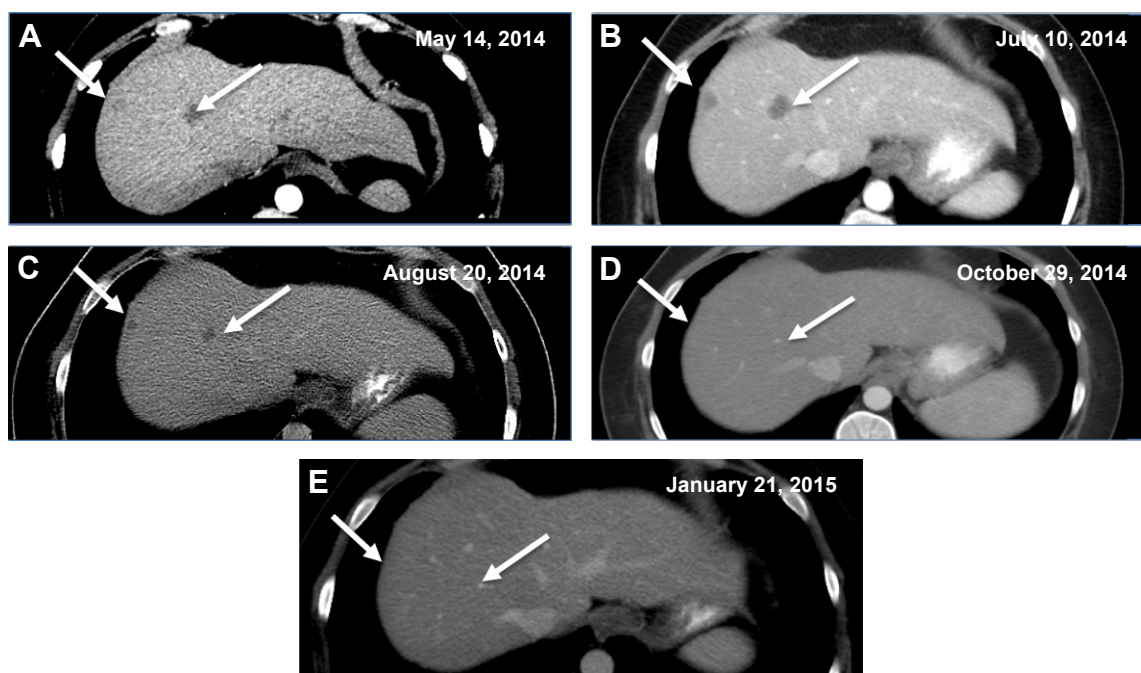 A
May 14, 2014
B
July 10, 2014
C
August 20, 2014
D
October 29, 2014
E
January 21, 2015